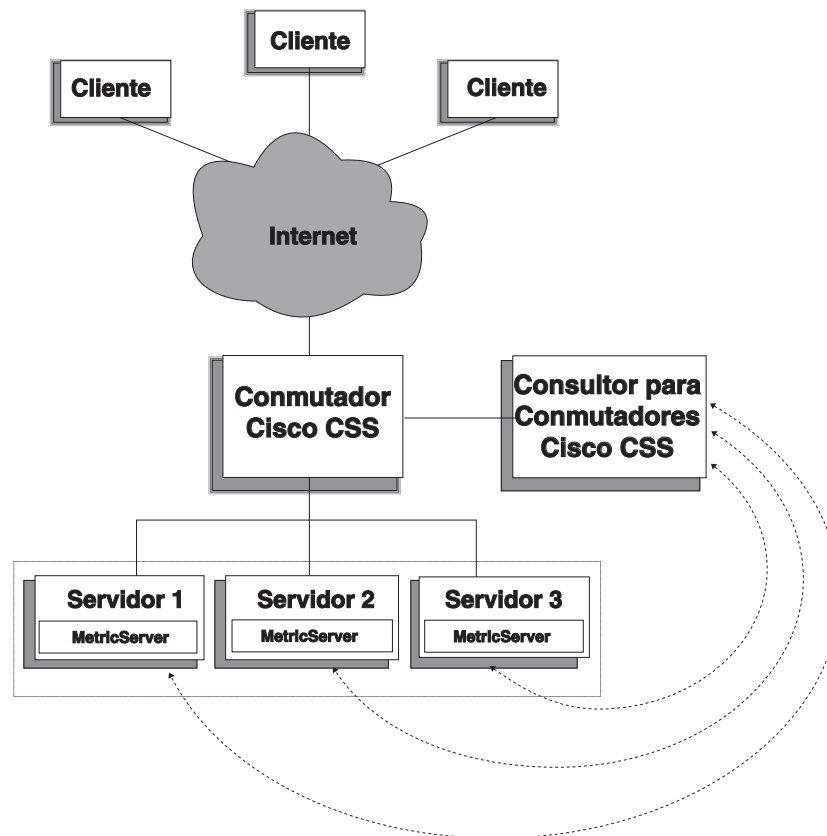 Cliente
Cliente
Cliente
Internet
Conmutador
Cisco CSS
Consultor para
Conmutadores
Cisco CSS
Servidor 1
MetricServer
Servidor 2
MetricServer
Servidor 3
MetricServer